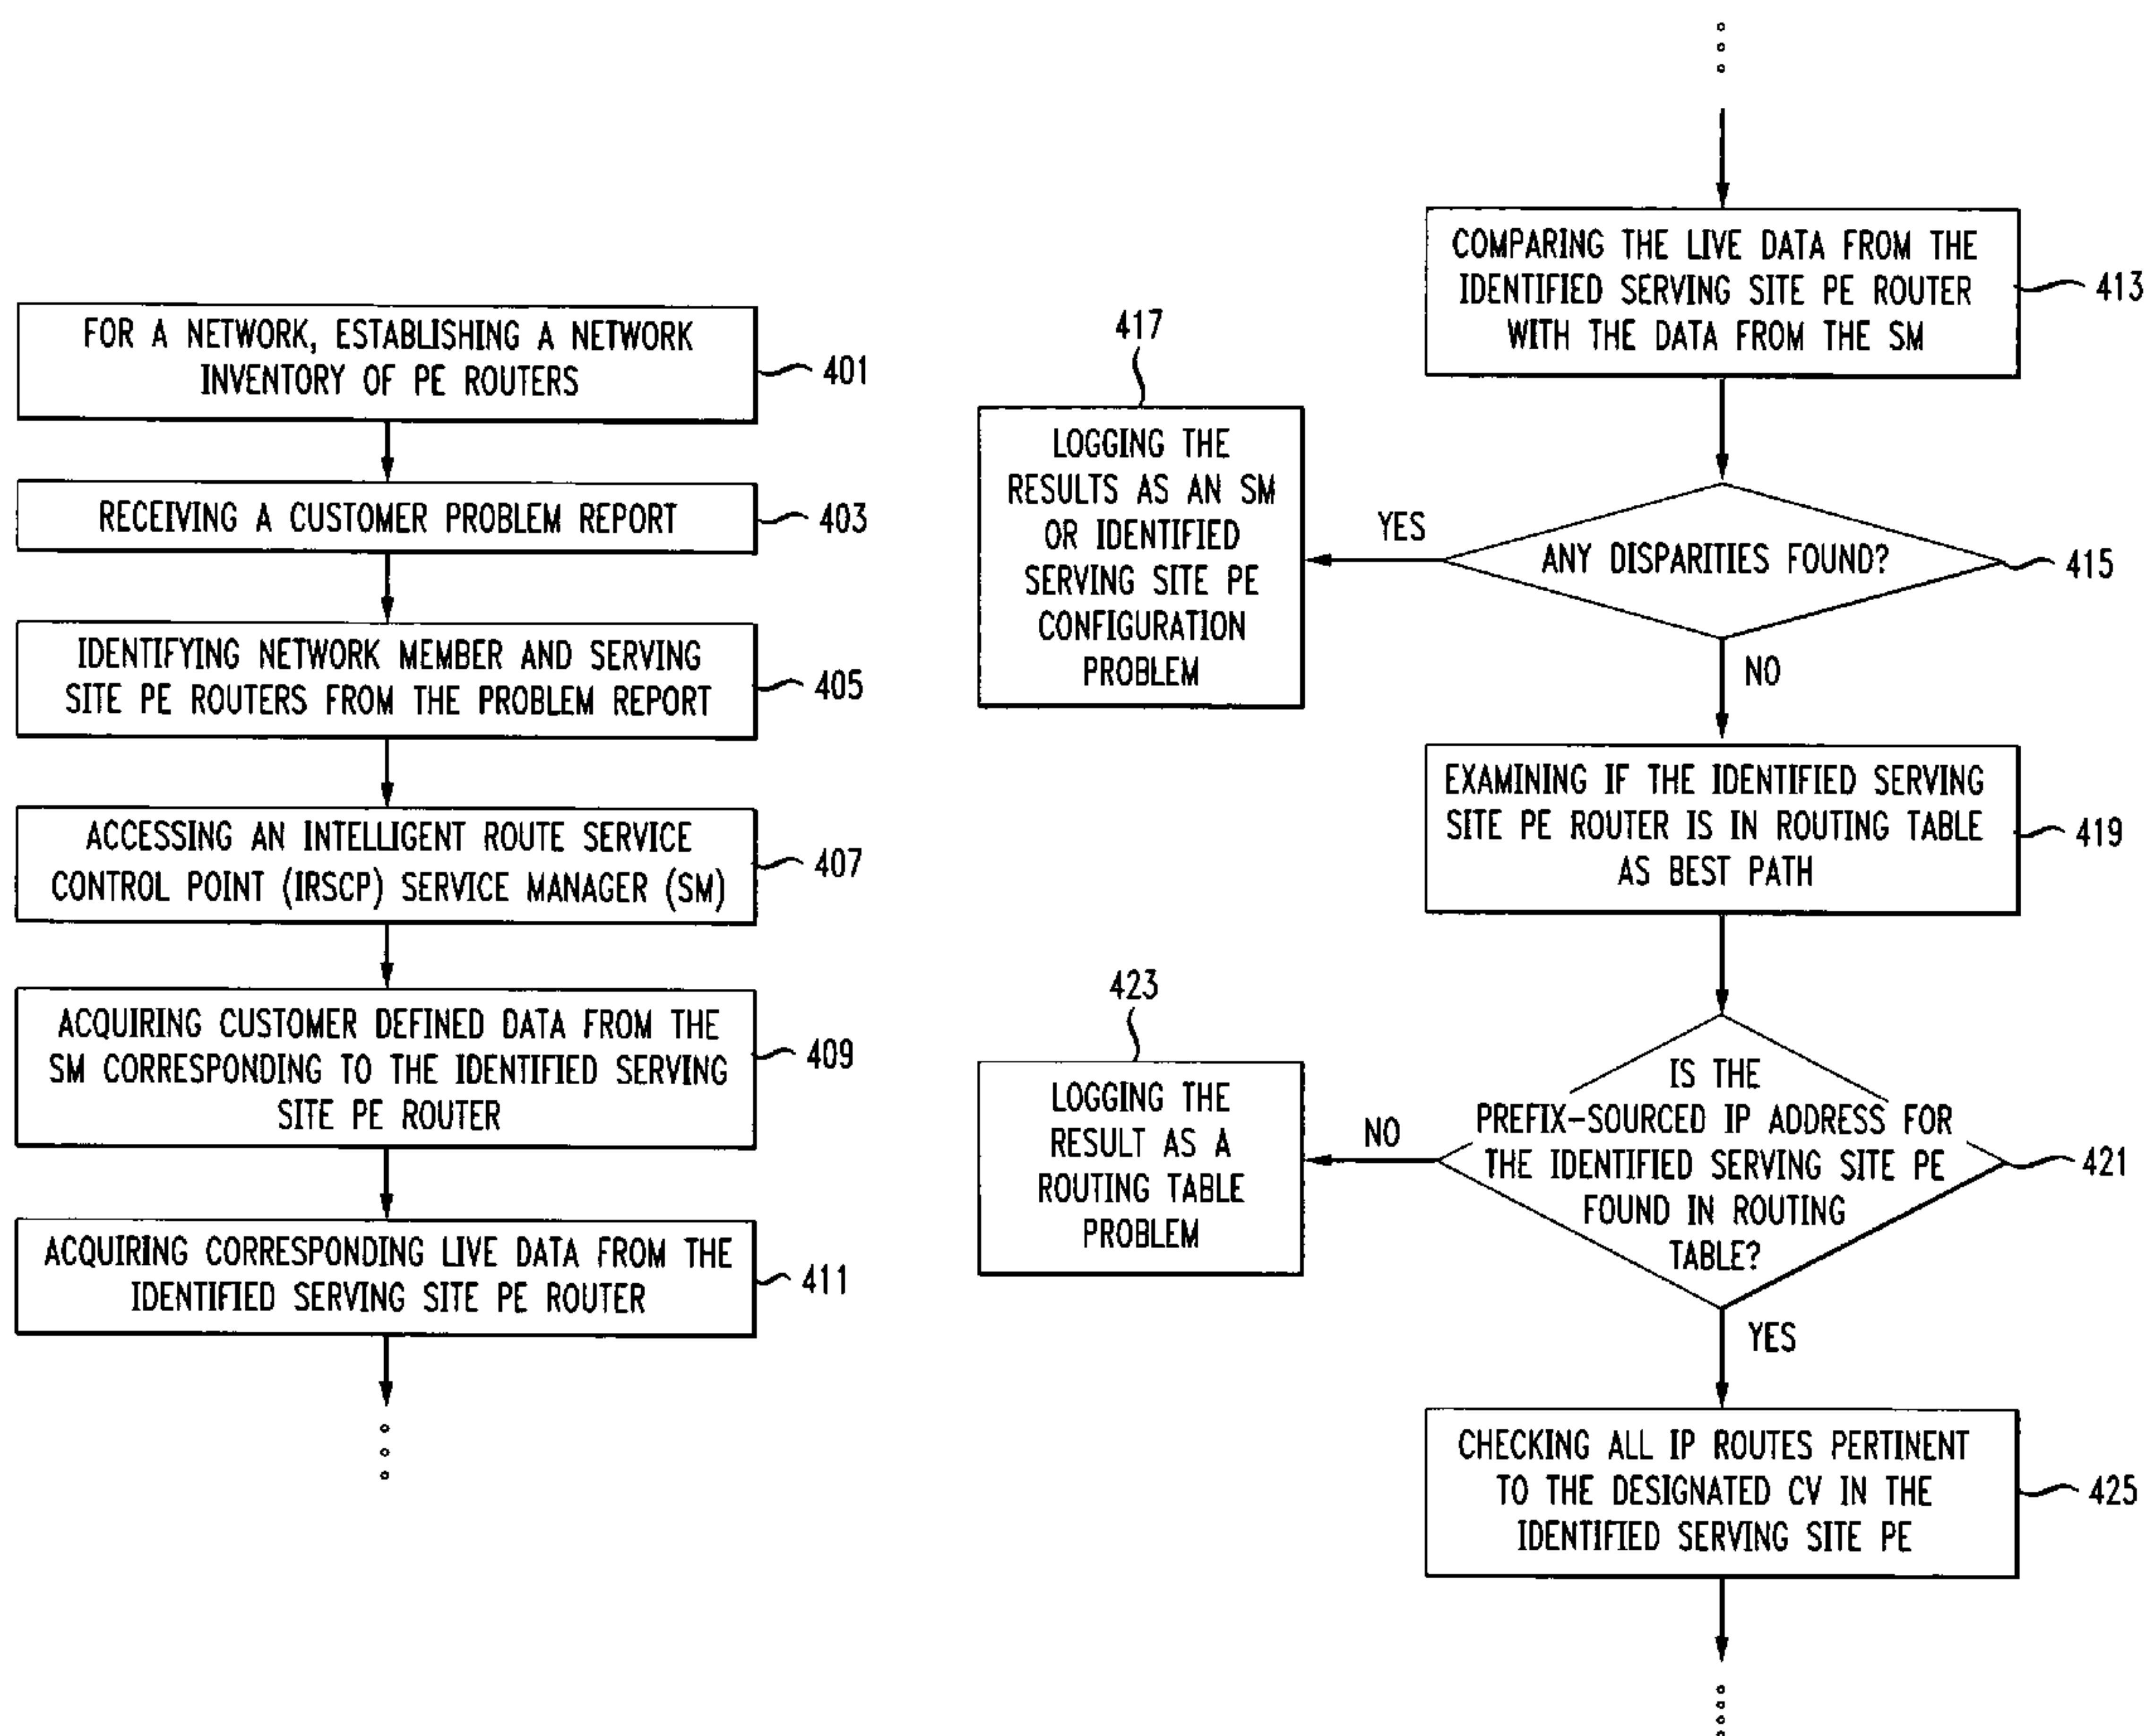 FOR A NETWORK, ESTABLISHING A NETWORK
INVENTORY OF PE ROUTERS
401
RECEIVING A CUSTOMER PROBLEM REPORT
403
IDENTIFYING NETWORK MEMBER AND SERVING
SITE PE ROUTERS FROM THE PROBLEM REPORT
405
ACCESSING AN INTELLIGENT ROUTE SERVICE
CONTROL POINT (IRSCP) SERVICE MANAGER (SM)
407
ACQUIRING CUSTOMER DEFINED DATA FROM THE
SM CORRESPONDING TO THE IDENTIFIED SERVING
SITE PE ROUTER
409
ACQUIRING CORRESPONDING LIVE DATA FROM THE
IDENTIFIED SERVING SITE PE ROUTER
411
COMPARING THE LIVE DATA FROM THE
IDENTIFIED SERVING SITE PE ROUTER
WITH THE DATA FROM THE SM
413
ANY DISPARITIES FOUND?
415
YES
417
LOGGING THE
RESULTS AS AN SM
OR IDENTIFIED
SERVING SITE PE
CONFIGURATION
PROBLEM
NO
EXAMINING IF THE IDENTIFIED SERVING
SITE PE ROUTER IS IN ROUTING TABLE
AS BEST PATH
419
IS THE
PREFIX-SOURCED IP ADDRESS FOR
THE IDENTIFIED SERVING SITE PE
FOUND IN ROUTING
TABLE?
421
NO
423
LOGGING THE
RESULT AS A
ROUTING TABLE
PROBLEM
YES
CHECKING ALL IP ROUTES PERTINENT
TO THE DESIGNATED CV IN THE
IDENTIFIED SERVING SITE PE
425